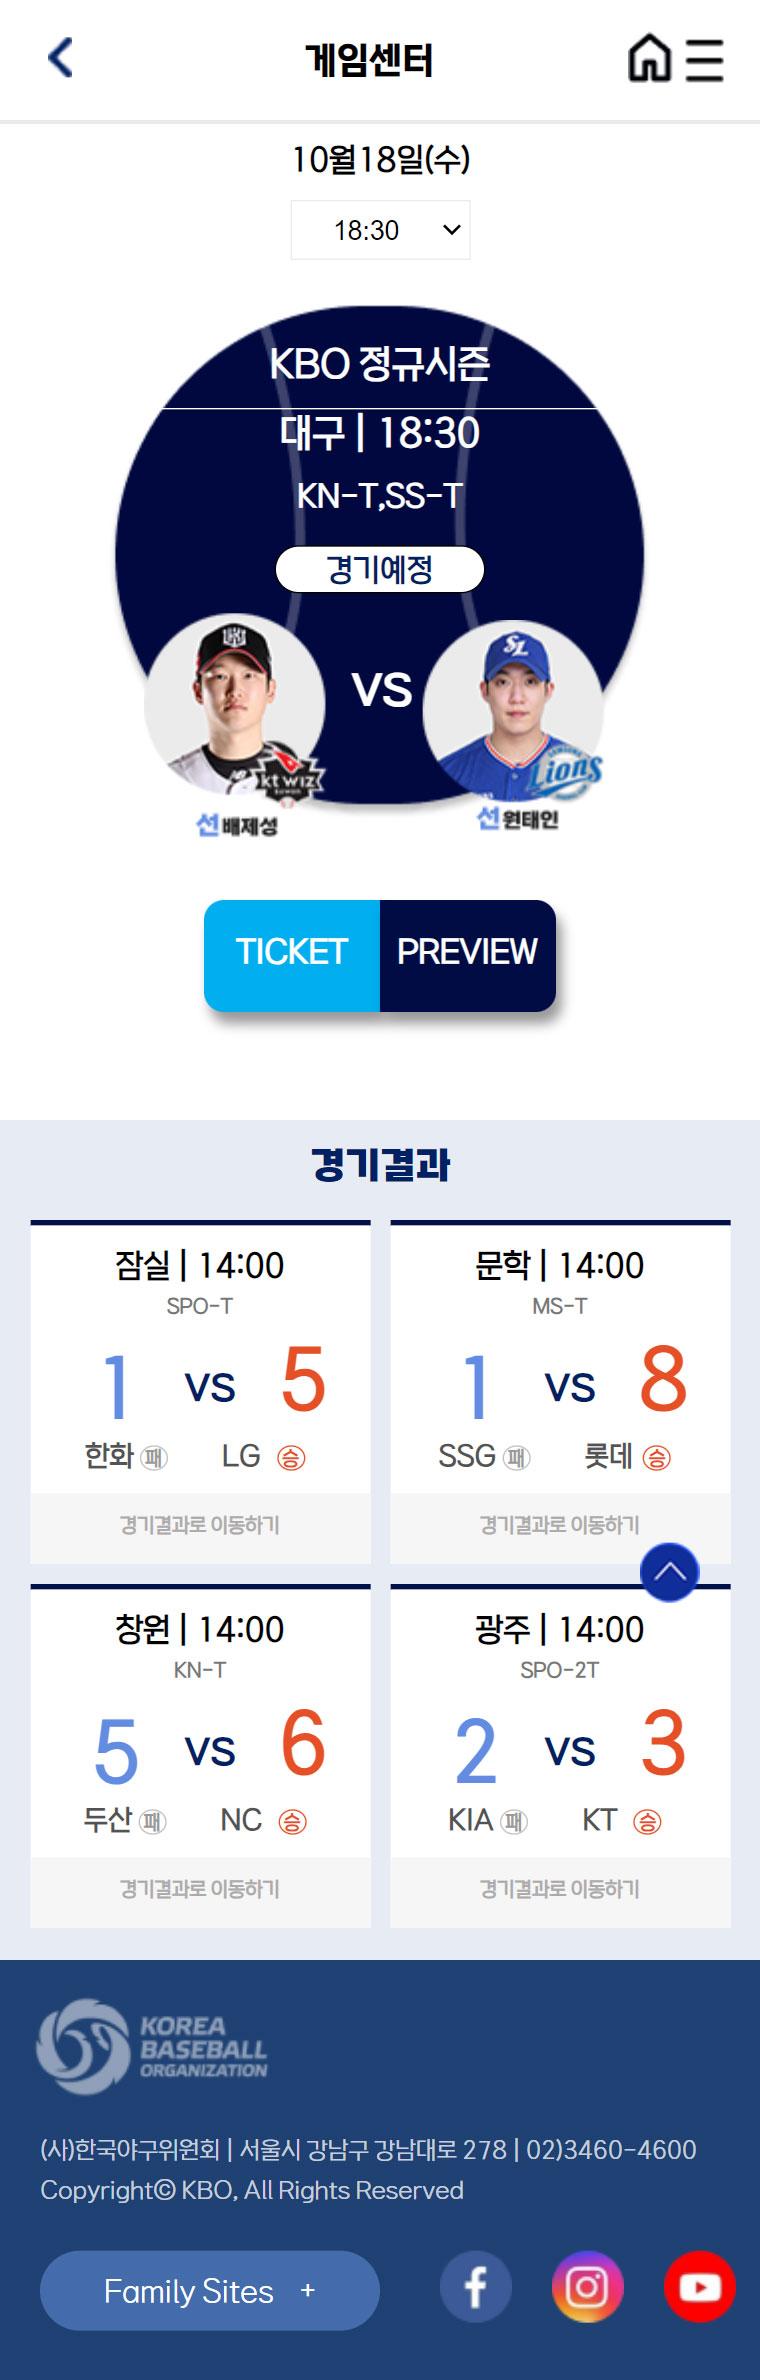 게임센터
10월18일(수)
18:30
KBO 정규시즌
대구 | 18:30
KN-T,SS-T
경기예정
VS
kt wiz
Lions
선 배제성
선 원태인
TICKET
PREVIEW
경기결과
잠실 | 14:00
SPO-T
1 vs 5
한화 패 LG 승
경기결과로 이동하기
문학 | 14:00
MS-T
1 vs 8
SSG 패 롯데 승
경기결과로 이동하기
창원 | 14:00
KN-T
5 vs 6
두산 패 NC 승
경기결과로 이동하기
광주 | 14:00
SPO-2T
2 vs 3
KIA 패 KT 승
경기결과로 이동하기
KOREA
BASEBALL
ORGANIZATION
(사)한국야구위원회 | 서울시 강남구 강남대로 278 | 02)3460-4600
Copyright© KBO, All Rights Reserved
Family Sites +